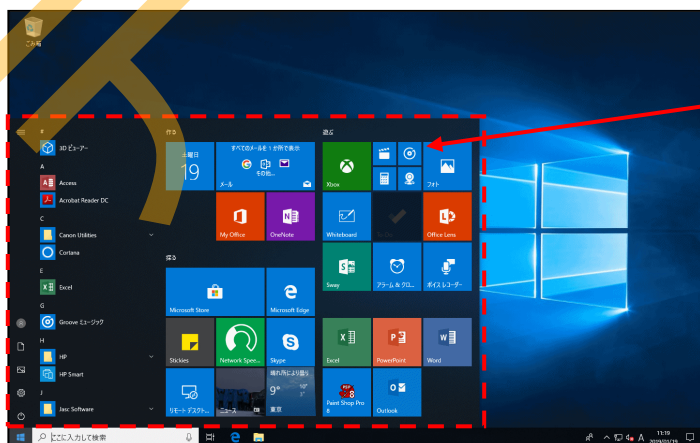 ごみ箱
#
3D ビューアー
A
Access
Acrobat Reader DC
C
Canon Utilities
Cortana
E
Excel
G
Groove ミュージック
H
HP
HP Smart
J
Jasc Software
作る
土曜日
19
すべてのメールを 1 か所で表示
その他...
メール
My Office
OneNote
探る
Microsoft Store
Microsoft Edge
Stickies
Network Spee...
Skype
リモート デスクト...
ニュース
晴れ所により曇り
9°
10°
3°
東京
遊ぶ
Xbox
フォト
Whiteboard
To-Do
Office Lens
Sway
アラーム & クロ...
ボイス レコーダー
Excel
PowerPoint
Word
Paint Shop Pro
8
Outlook
ここに入力して検索
A
11:19
2019/01/19